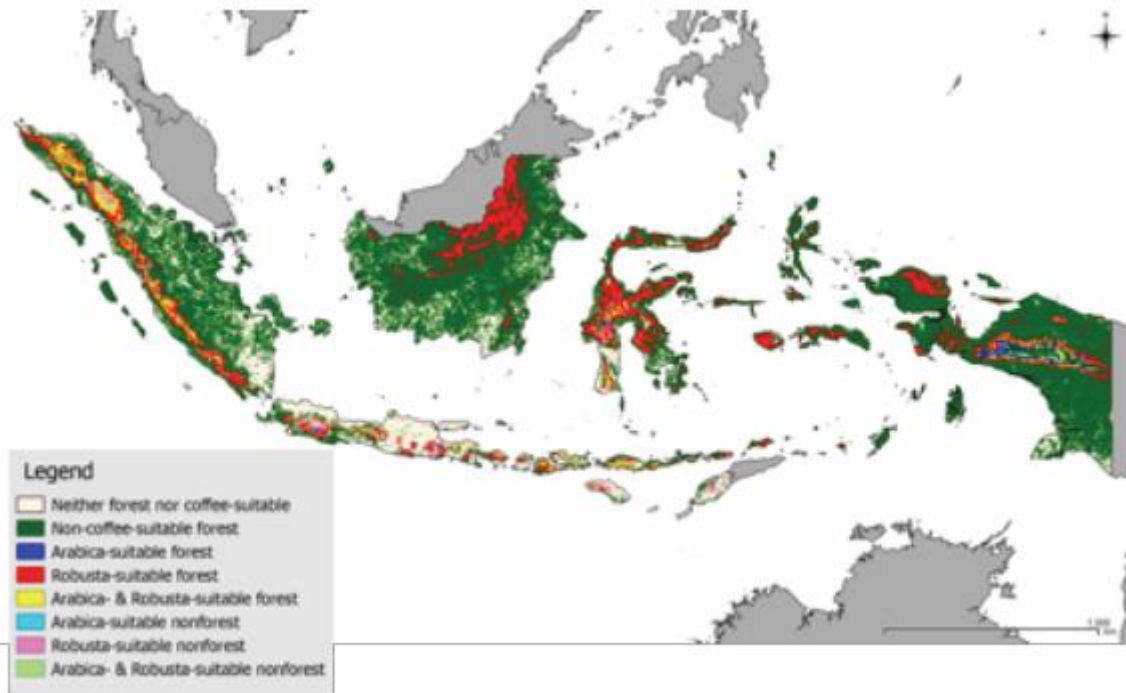 Legend
Neither forest nor coffee-suitable
Non-coffee-suitable forest
Arabica-suitable forest
Robusta-suitable forest
Arabica- & Robusta-suitable forest
Arabica-suitable nonforest
Robusta-suitable nonforest
Arabica- & Robusta-suitable nonforest